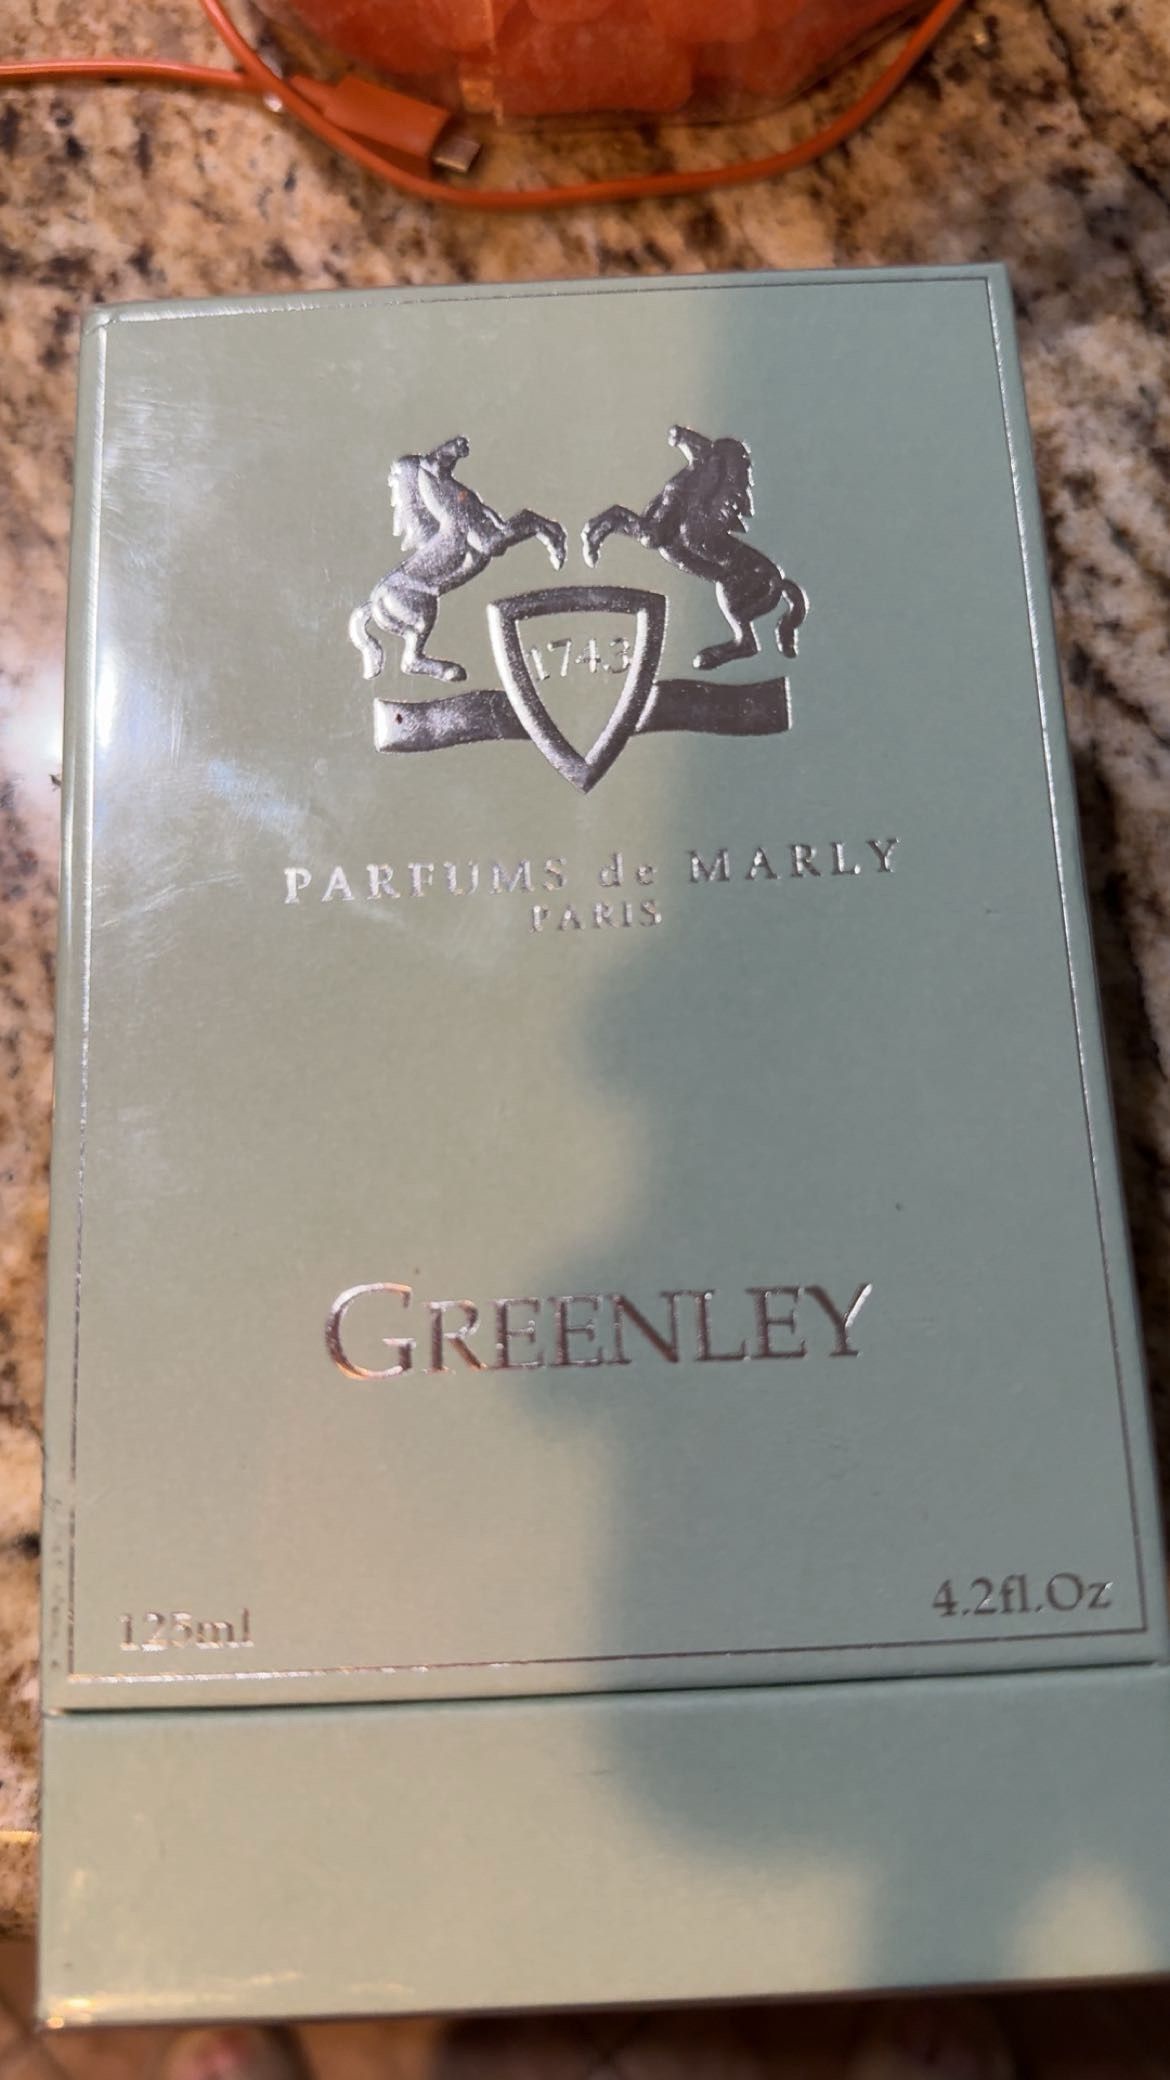 1743
PARFUMS de MARLY
PARIS
GREENLEY
125ml
4.2fl.Oz